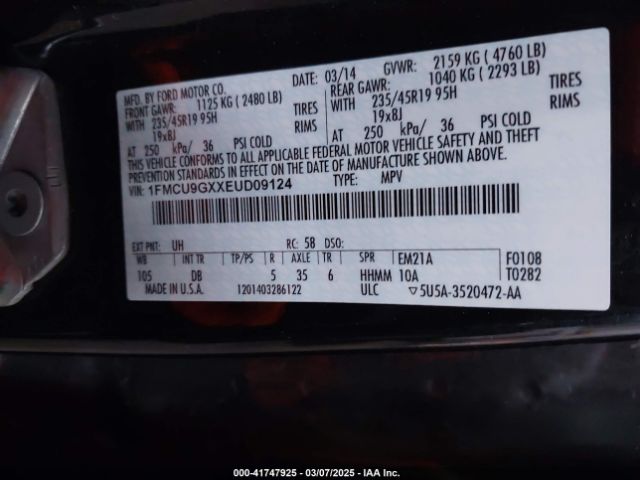 MFD. BY FORD MOTOR CO.
DATE: 03/14 GVWR: 2159 KG ( 4760 LB)
FRONT GAWR: 1125 KG ( 2480 LB)
REAR GAWR: 1040 KG ( 2293 LB)
WITH 235/45R19 95H TIRES
WITH 235/45R19 95H TIRES
19x8J RIMS
19x8J RIMS
AT 250 kPa/ 36 PSI COLD
AT 250 kPa/ 36 PSI COLD
THIS VEHICLE CONFORMS TO ALL APPLICABLE FEDERAL MOTOR VEHICLE SAFETY AND THEFT
PREVENTION STANDARDS IN EFFECT ON THE DATE OF MANUFACTURE SHOWN ABOVE.
VIN: 1FMCU9GXXEUD09124 TYPE: MPV
EXT PNT: UH RC: 58 DSO:
WB INT TR TP/PS R AXLE TR SPR EM21A F0108
105 DB 5 35 6 HHMM 10A T0282
MADE IN U.S.A. 1201403286122 ULC ▽5U5A-3520472-AA
000-41747925 - 03/07/2025 - IAA Inc.